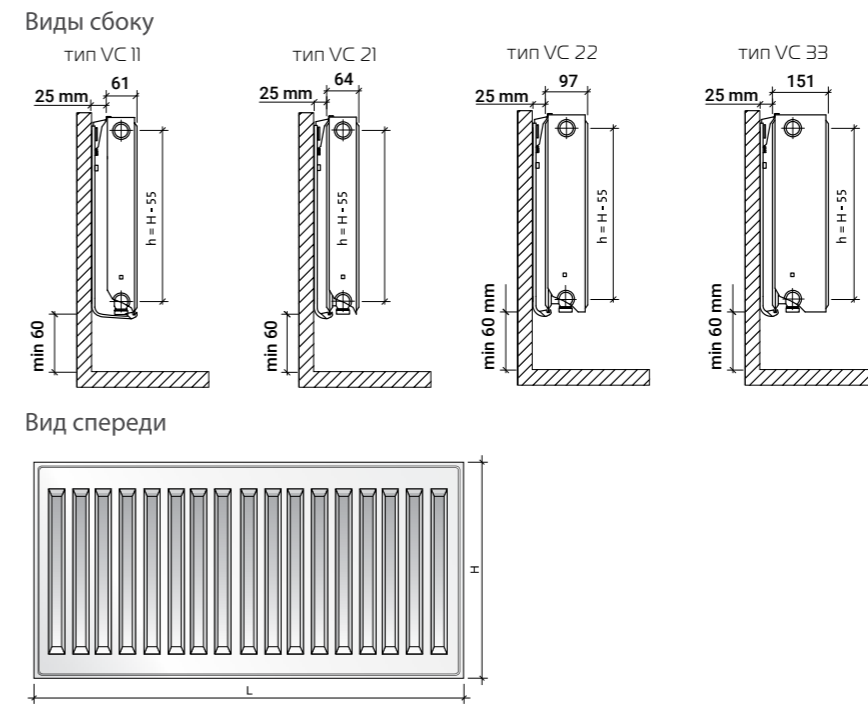 Виды сбоку
тип VC 11
тип VC 21
тип VC 22
тип VC 33
25 mm
61
25 mm
64
25 mm
97
25 mm
151
h = H - 55
h = H - 55
h = H - 55
h = H - 55
min 60
min 60
min 60 mm
min 60 mm
Вид спереди
H
L